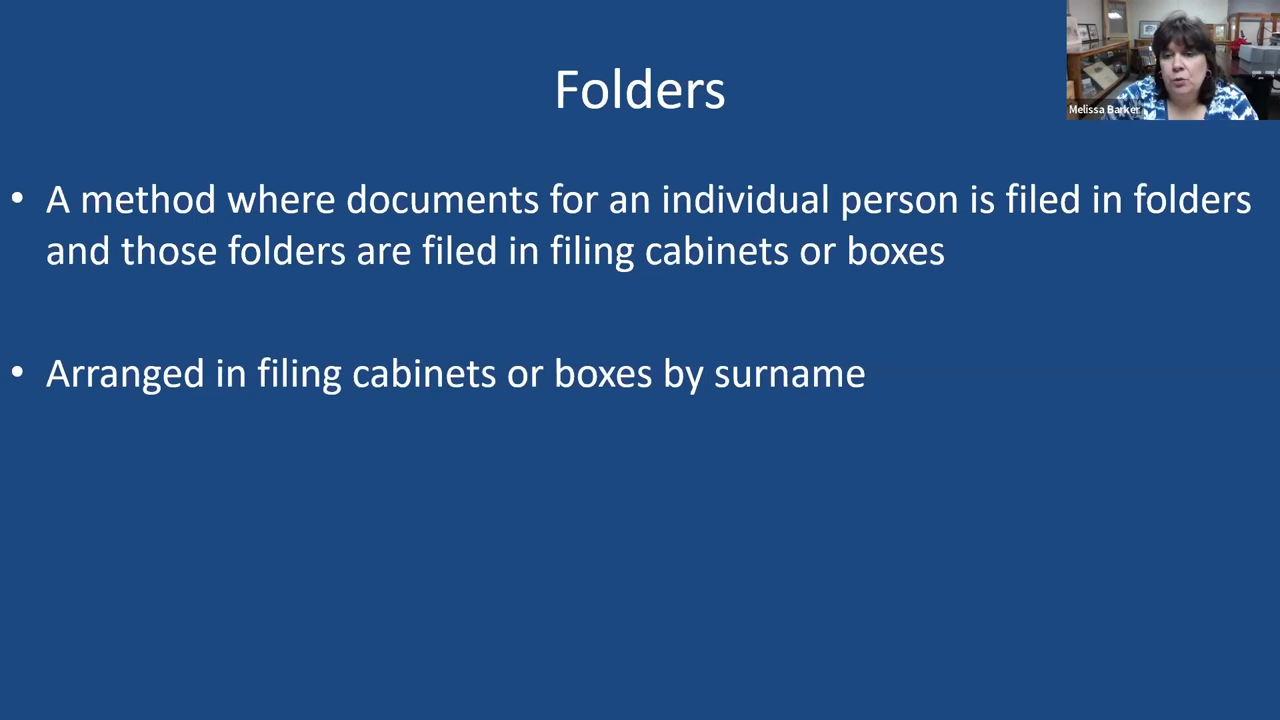 Folders
Melissa Barker
• A method where documents for an individual person is filed in folders
and those folders are filed in filing cabinets or boxes
• Arranged in filing cabinets or boxes by surname